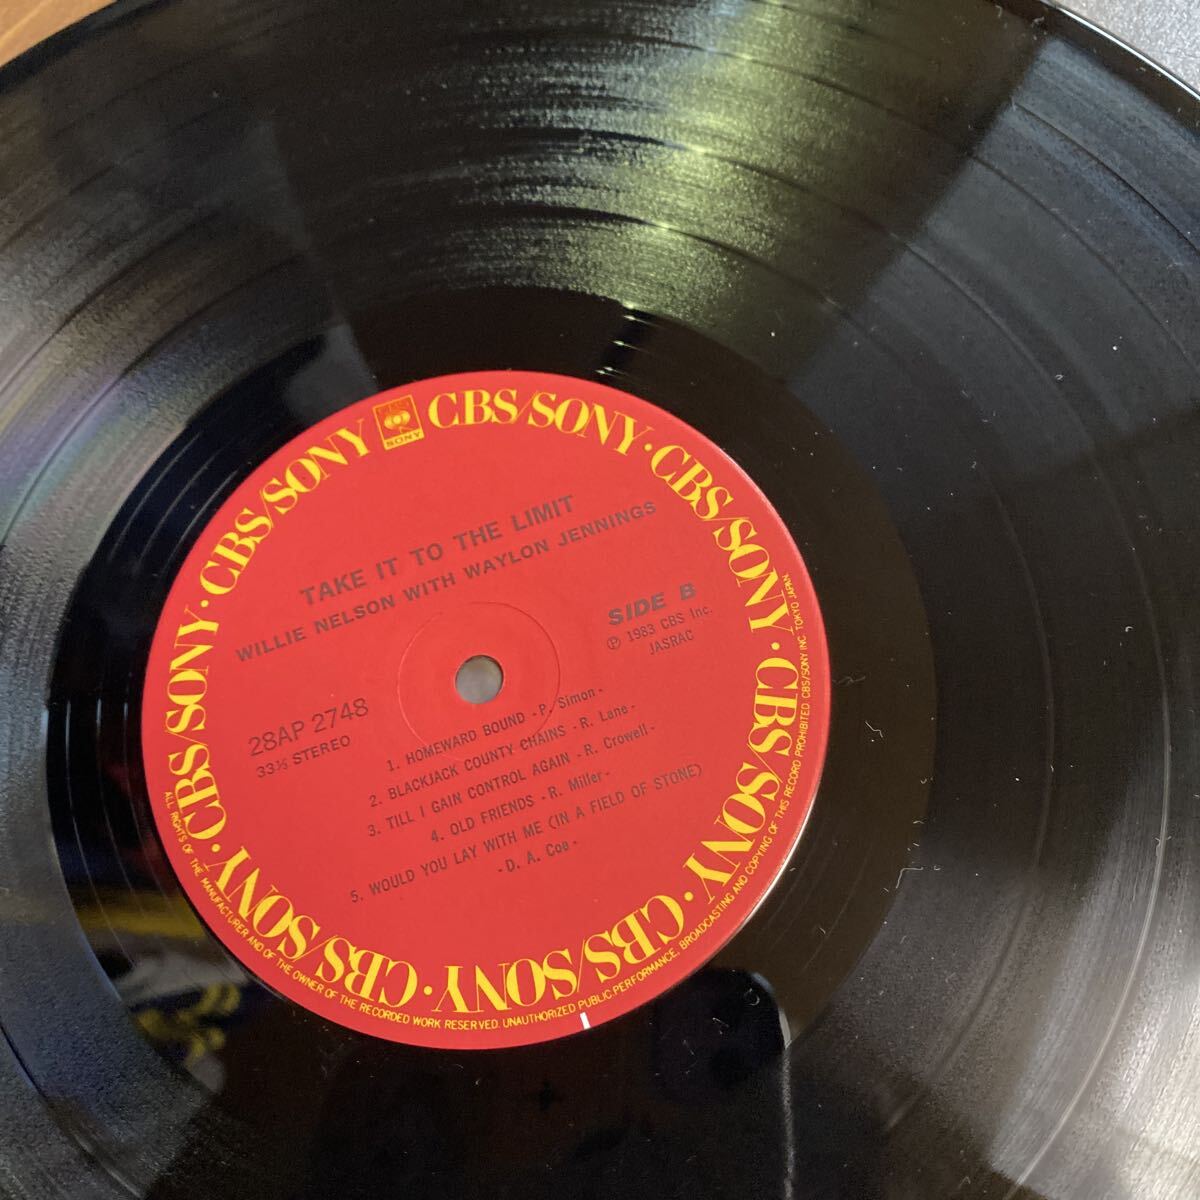 CBS/SONY · CBS/SONY · CBS/SONY · CBS/SONY · CBS/SONY · CBS/SONY · CBS/SONY · CBS/SONY
SONY
TAKE IT TO THE LIMIT
WILLIE NELSON WITH WAYLON JENNINGS
SIDE B
℗ 1983 CBS Inc.
JASRAC
28AP 2748
33⅓ STEREO
1. HOMEWARD BOUND - P. Simon -
2. BLACKJACK COUNTY CHAINS - R. Lane -
3. TILL I GAIN CONTROL AGAIN - R. Crowell -
4. OLD FRIENDS - R. Miller -
5. WOULD YOU LAY WITH ME (IN A FIELD OF STONE)
- D. A. Coe -
ALL RIGHTS OF THE MANUFACTURER AND OF THE OWNER OF THE RECORDED WORK RESERVED. UNAUTHORIZED PUBLIC PERFORMANCE, BROADCASTING AND COPYING OF THIS RECORD PROHIBITED CBS/SONY INC. TOKYO JAPAN.